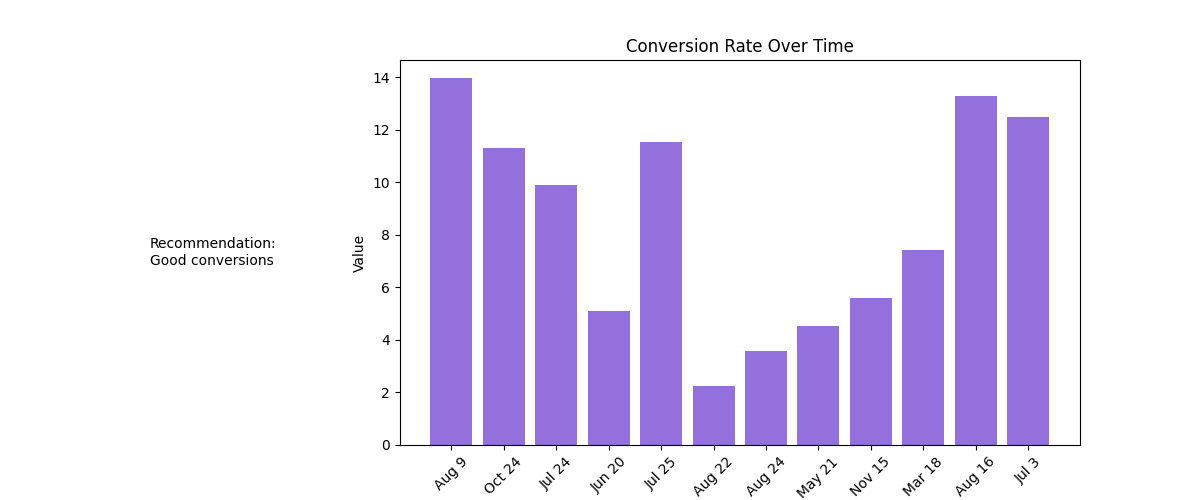 Conversion Rate Over Time
Recommendation:
Good conversions
Value
14
12
10
8
6
4
2
0
Aug 9
Oct 24
Jul 24
Jun 20
Jul 25
Aug 22
Aug 24
May 21
Nov 15
Mar 18
Aug 16
Jul 3